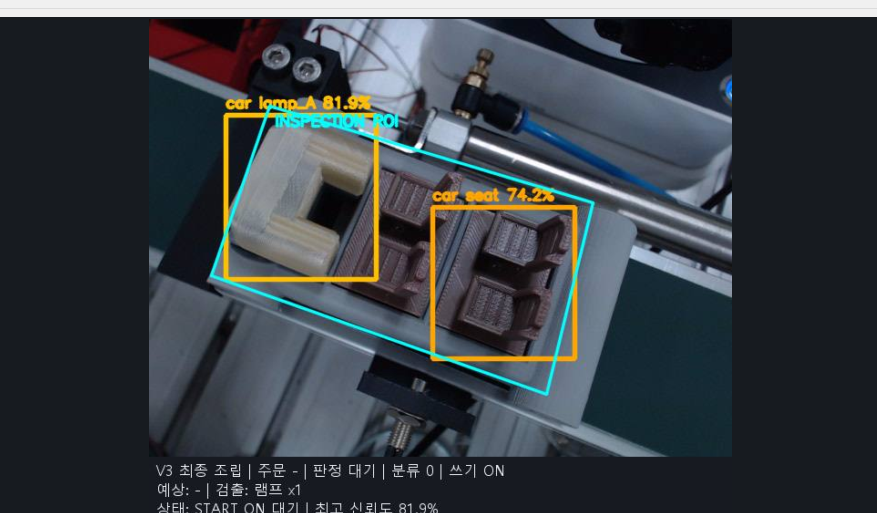 car lamp_A 81.9%
INSPECTION ROI
car seat 74.2%
V3 최종 조립 | 주문 - | 판정 대기 | 분류 0 | 쓰기 ON
예상: - | 검출: 램프 x1
상태: START ON 대기 | 최고 신뢰도 81.9%